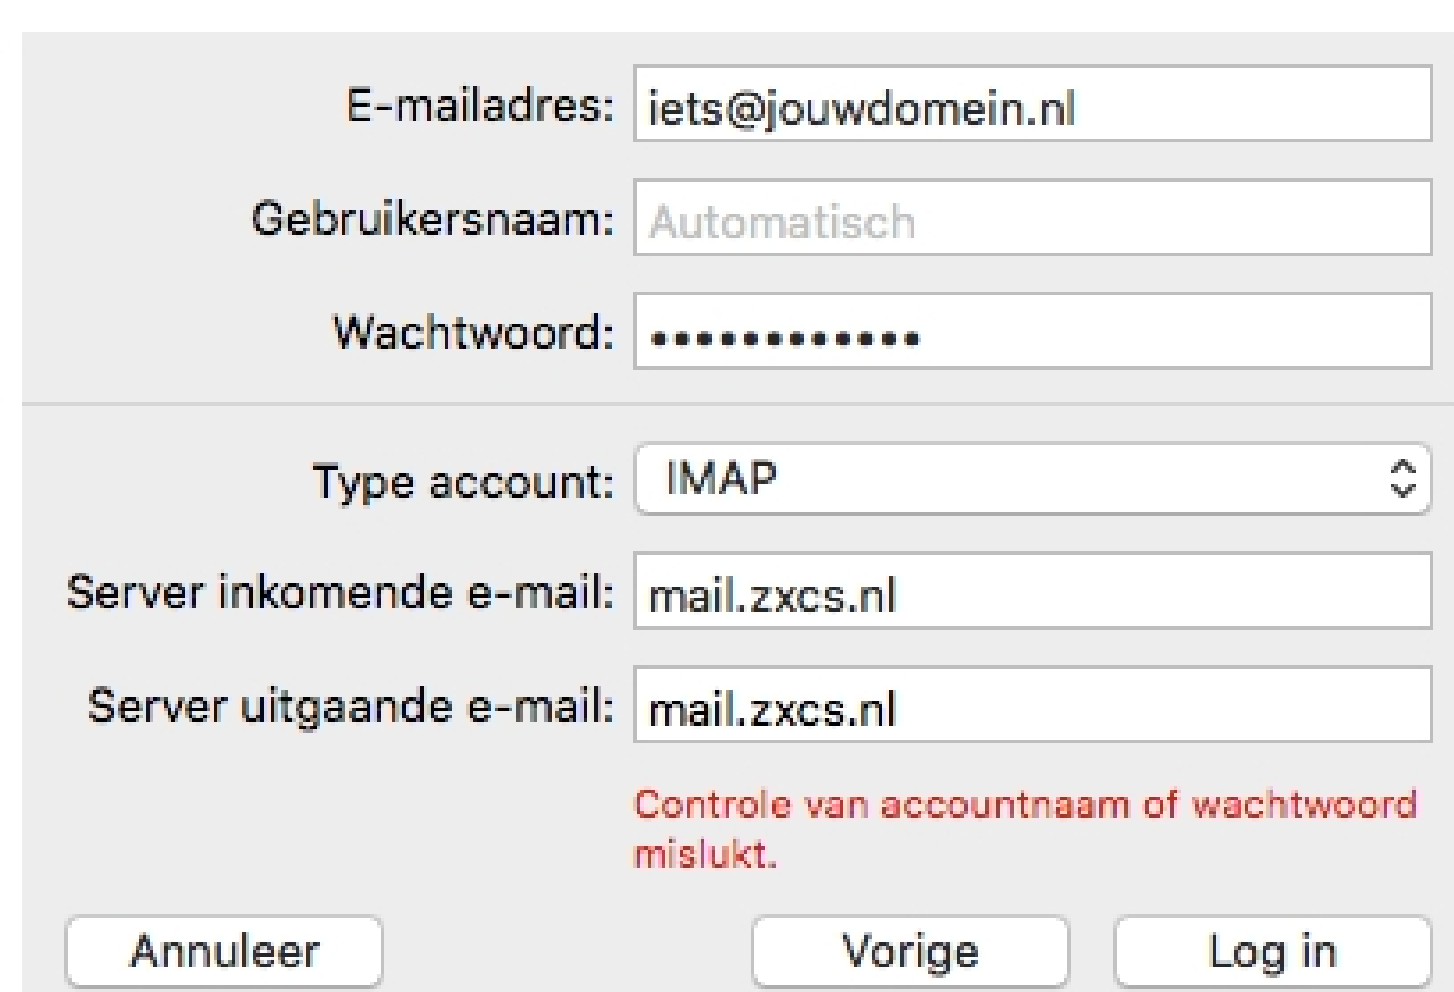 E-mailadres: iets@jouwdomein.nl
Gebruikersnaam: Automatisch
Wachtwoord: ••••••••••••
Type account: IMAP
Server inkomende e-mail: mail.zxcs.nl
Server uitgaande e-mail: mail.zxcs.nl
Controle van accountnaam of wachtwoord
mislukt.
Annuleer Vorige Log in